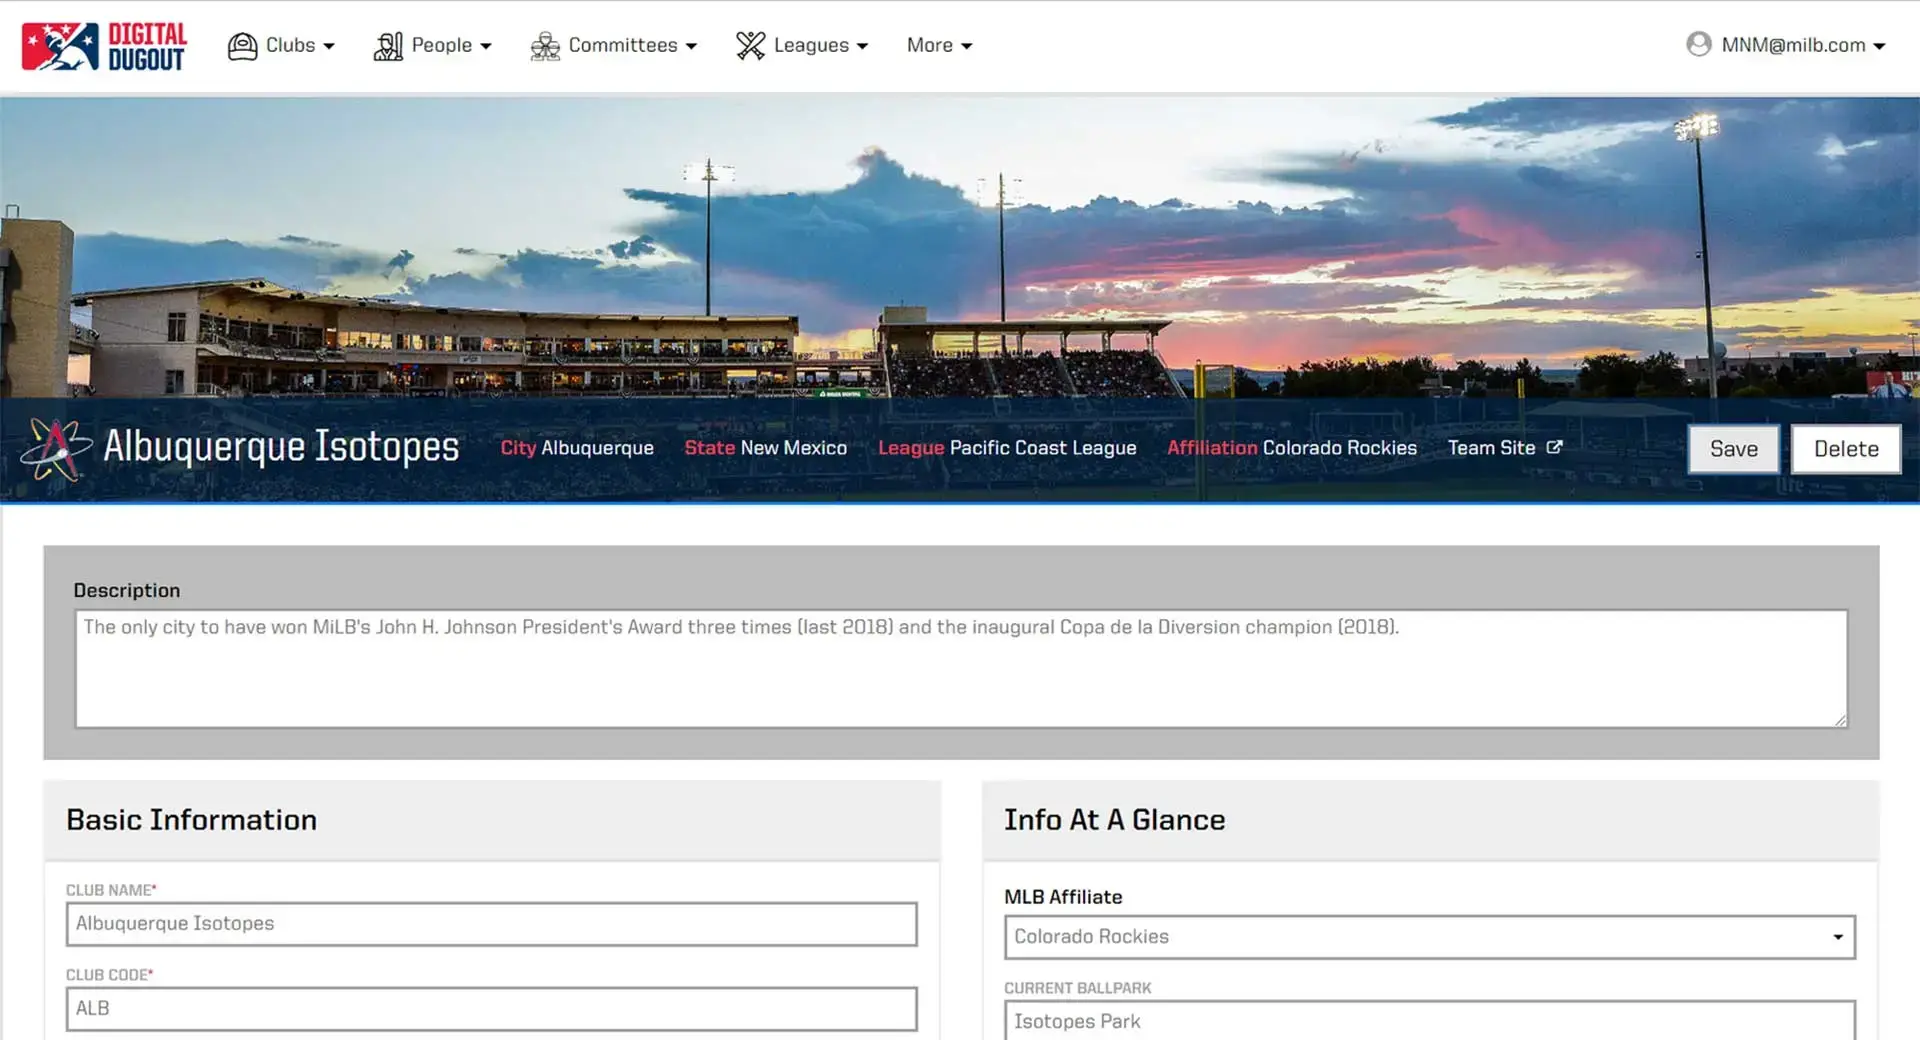 DIGITAL
DUGOUT
Clubs
People
Committees
Leagues
More
MNM@milb.com
Albuquerque Isotopes
City Albuquerque
State New Mexico
League Pacific Coast League
Affiliation Colorado Rockies
Team Site
Save
Delete
Description
The only city to have won MiLB's John H. Johnson President's Award three times (last 2018) and the inaugural Copa de la Diversion champion (2018).
Basic Information
CLUB NAME*
Albuquerque Isotopes
CLUB CODE*
ALB
Info At A Glance
MLB Affiliate
Colorado Rockies
CURRENT BALLPARK
Isotopes Park